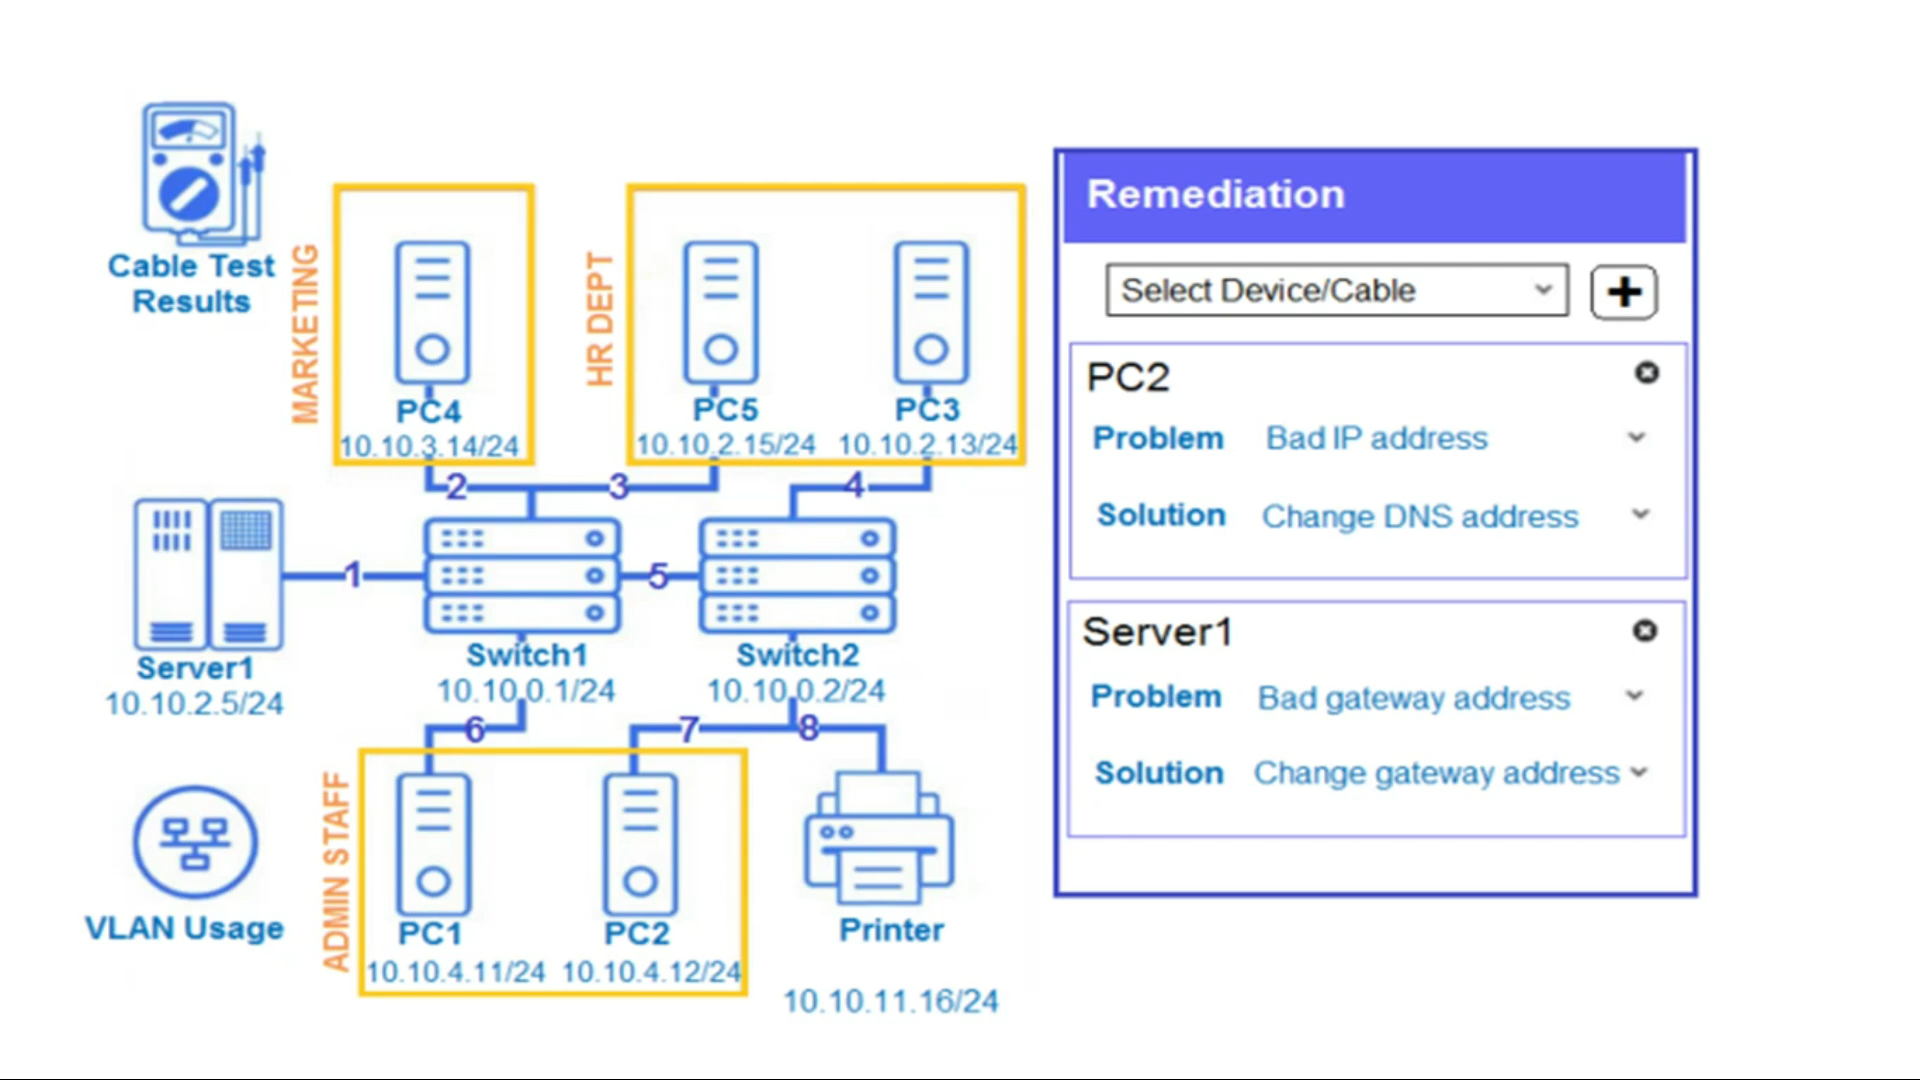 Cable Test
Results
MARKETING
PC4
10.10.3.14/24
HR DEPT
PC5
10.10.2.15/24
PC3
10.10.2.13/24
2
3
4
Server1
10.10.2.5/24
1
5
Switch1
10.10.0.1/24
Switch2
10.10.0.2/24
6
7
8
VLAN Usage
ADMIN STAFF
PC1
10.10.4.11/24
PC2
10.10.4.12/24
Printer
10.10.11.16/24
Remediation
Select Device/Cable
PC2
Problem Bad IP address
Solution Change DNS address
Server1
Problem Bad gateway address
Solution Change gateway address